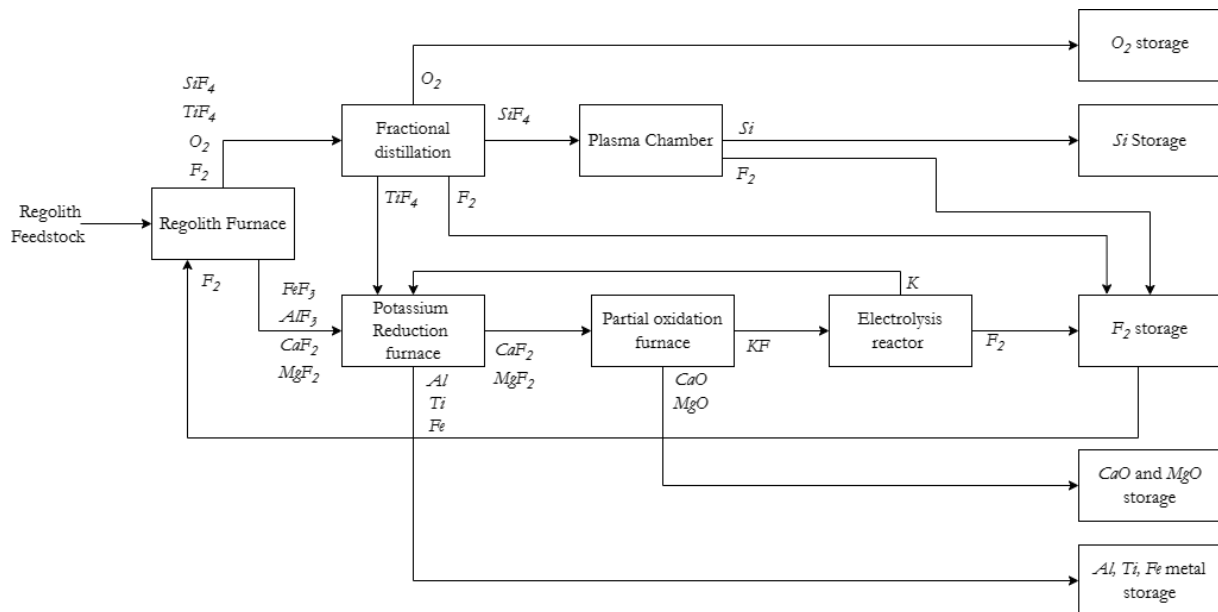 O₂ storage
SiF₄
TiF₄
O₂
F₂
O₂
Fractional
distillation
SiF₄
Plasma Chamber
Si
F₂
Si Storage
TiF₄
F₂
Regolith
Feedstock
Regolith Furnace
F₂
FeF₃
AlF₃
CaF₂
MgF₂
Potassium
Reduction
furnace
CaF₂
MgF₂
Partial oxidation
furnace
KF
K
Electrolysis
reactor
F₂
F₂ storage
Al
Ti
Fe
CaO
MgO
CaO and MgO
storage
Al, Ti, Fe metal
storage